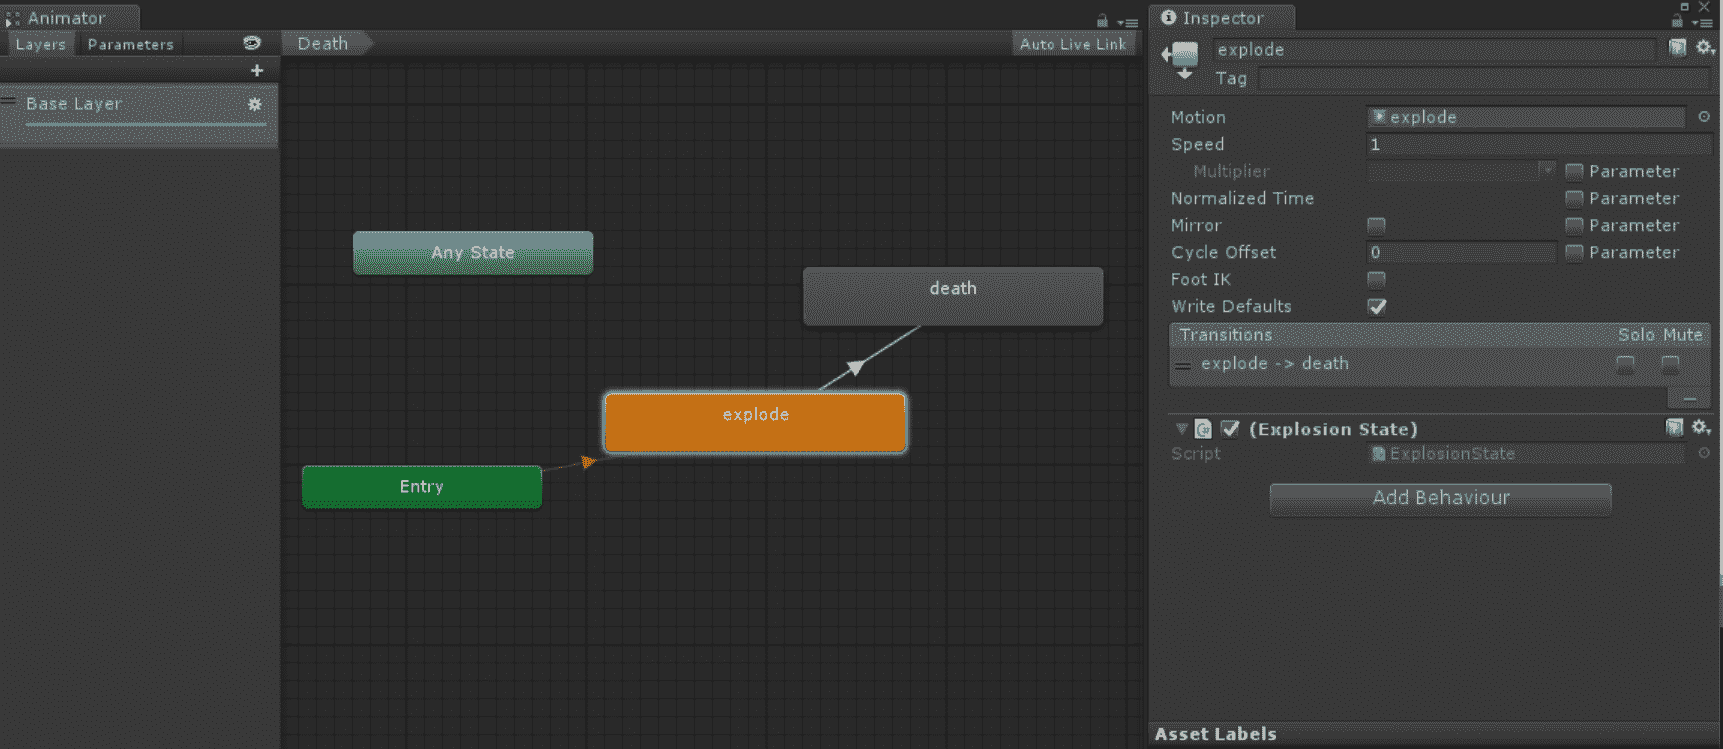 Animator
Layers
Parameters
Base Layer
Death
Auto Live Link
Any State
death
explode
Entry
Inspector
explode
Tag
Motion
explode
Speed
1
Multiplier
Parameter
Normalized Time
Parameter
Mirror
Parameter
Cycle Offset
0
Parameter
Foot IK
Write Defaults
Transitions
Solo Mute
explode -> death
(Explosion State)
Script
ExplosionState
Add Behaviour
Asset Labels